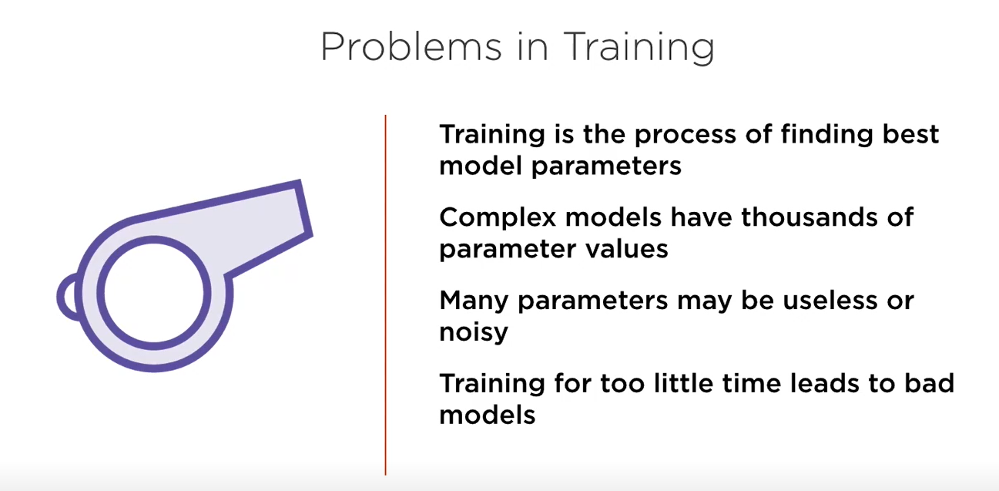 Problems in Training
Training is the process of finding best
model parameters
Complex models have thousands of
parameter values
Many parameters may be useless or
noisy
Training for too little time leads to bad
models